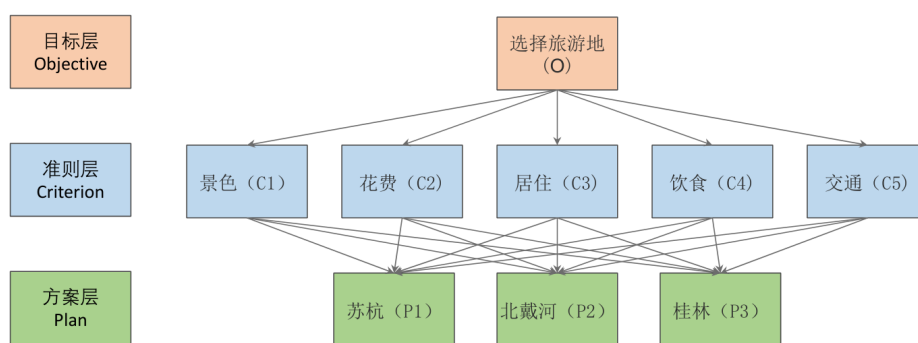 目标层
Objective
选择旅游地
(O)
准则层
Criterion
景色（C1）
花费（C2)
居住（C3)
饮食（C4)
交通（C5)
方案层
Plan
苏杭（P1）
北戴河（P2）
桂林（P3）